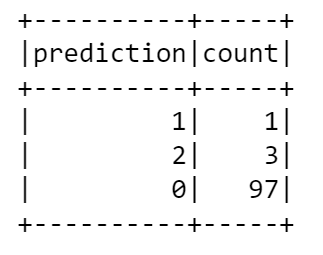 +----------+-----+
|prediction|count|
+----------+-----+
|         1|    1|
|         2|    3|
|         0|   97|
+----------+-----+